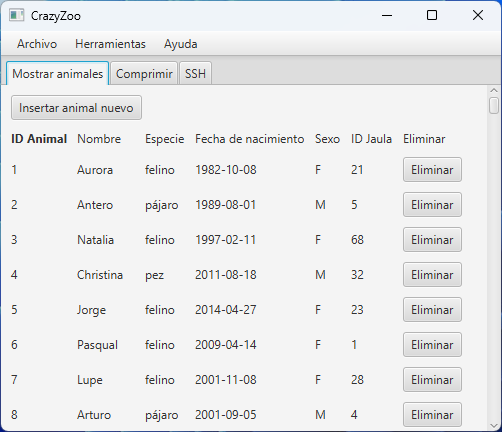 CrazyZoo
Archivo Herramientas Ayuda
Mostrar animales Comprimir SSH
Insertar animal nuevo
ID Animal Nombre Especie Fecha de nacimiento Sexo ID Jaula Eliminar
1 Aurora felino 1982-10-08 F 21 Eliminar
2 Antero pájaro 1989-08-01 M 5 Eliminar
3 Natalia felino 1997-02-11 F 68 Eliminar
4 Christina pez 2011-08-18 M 32 Eliminar
5 Jorge felino 2014-04-27 F 23 Eliminar
6 Pasqual felino 2009-04-14 F 1 Eliminar
7 Lupe felino 2001-11-08 F 28 Eliminar
8 Arturo pájaro 2001-09-05 M 4 Eliminar